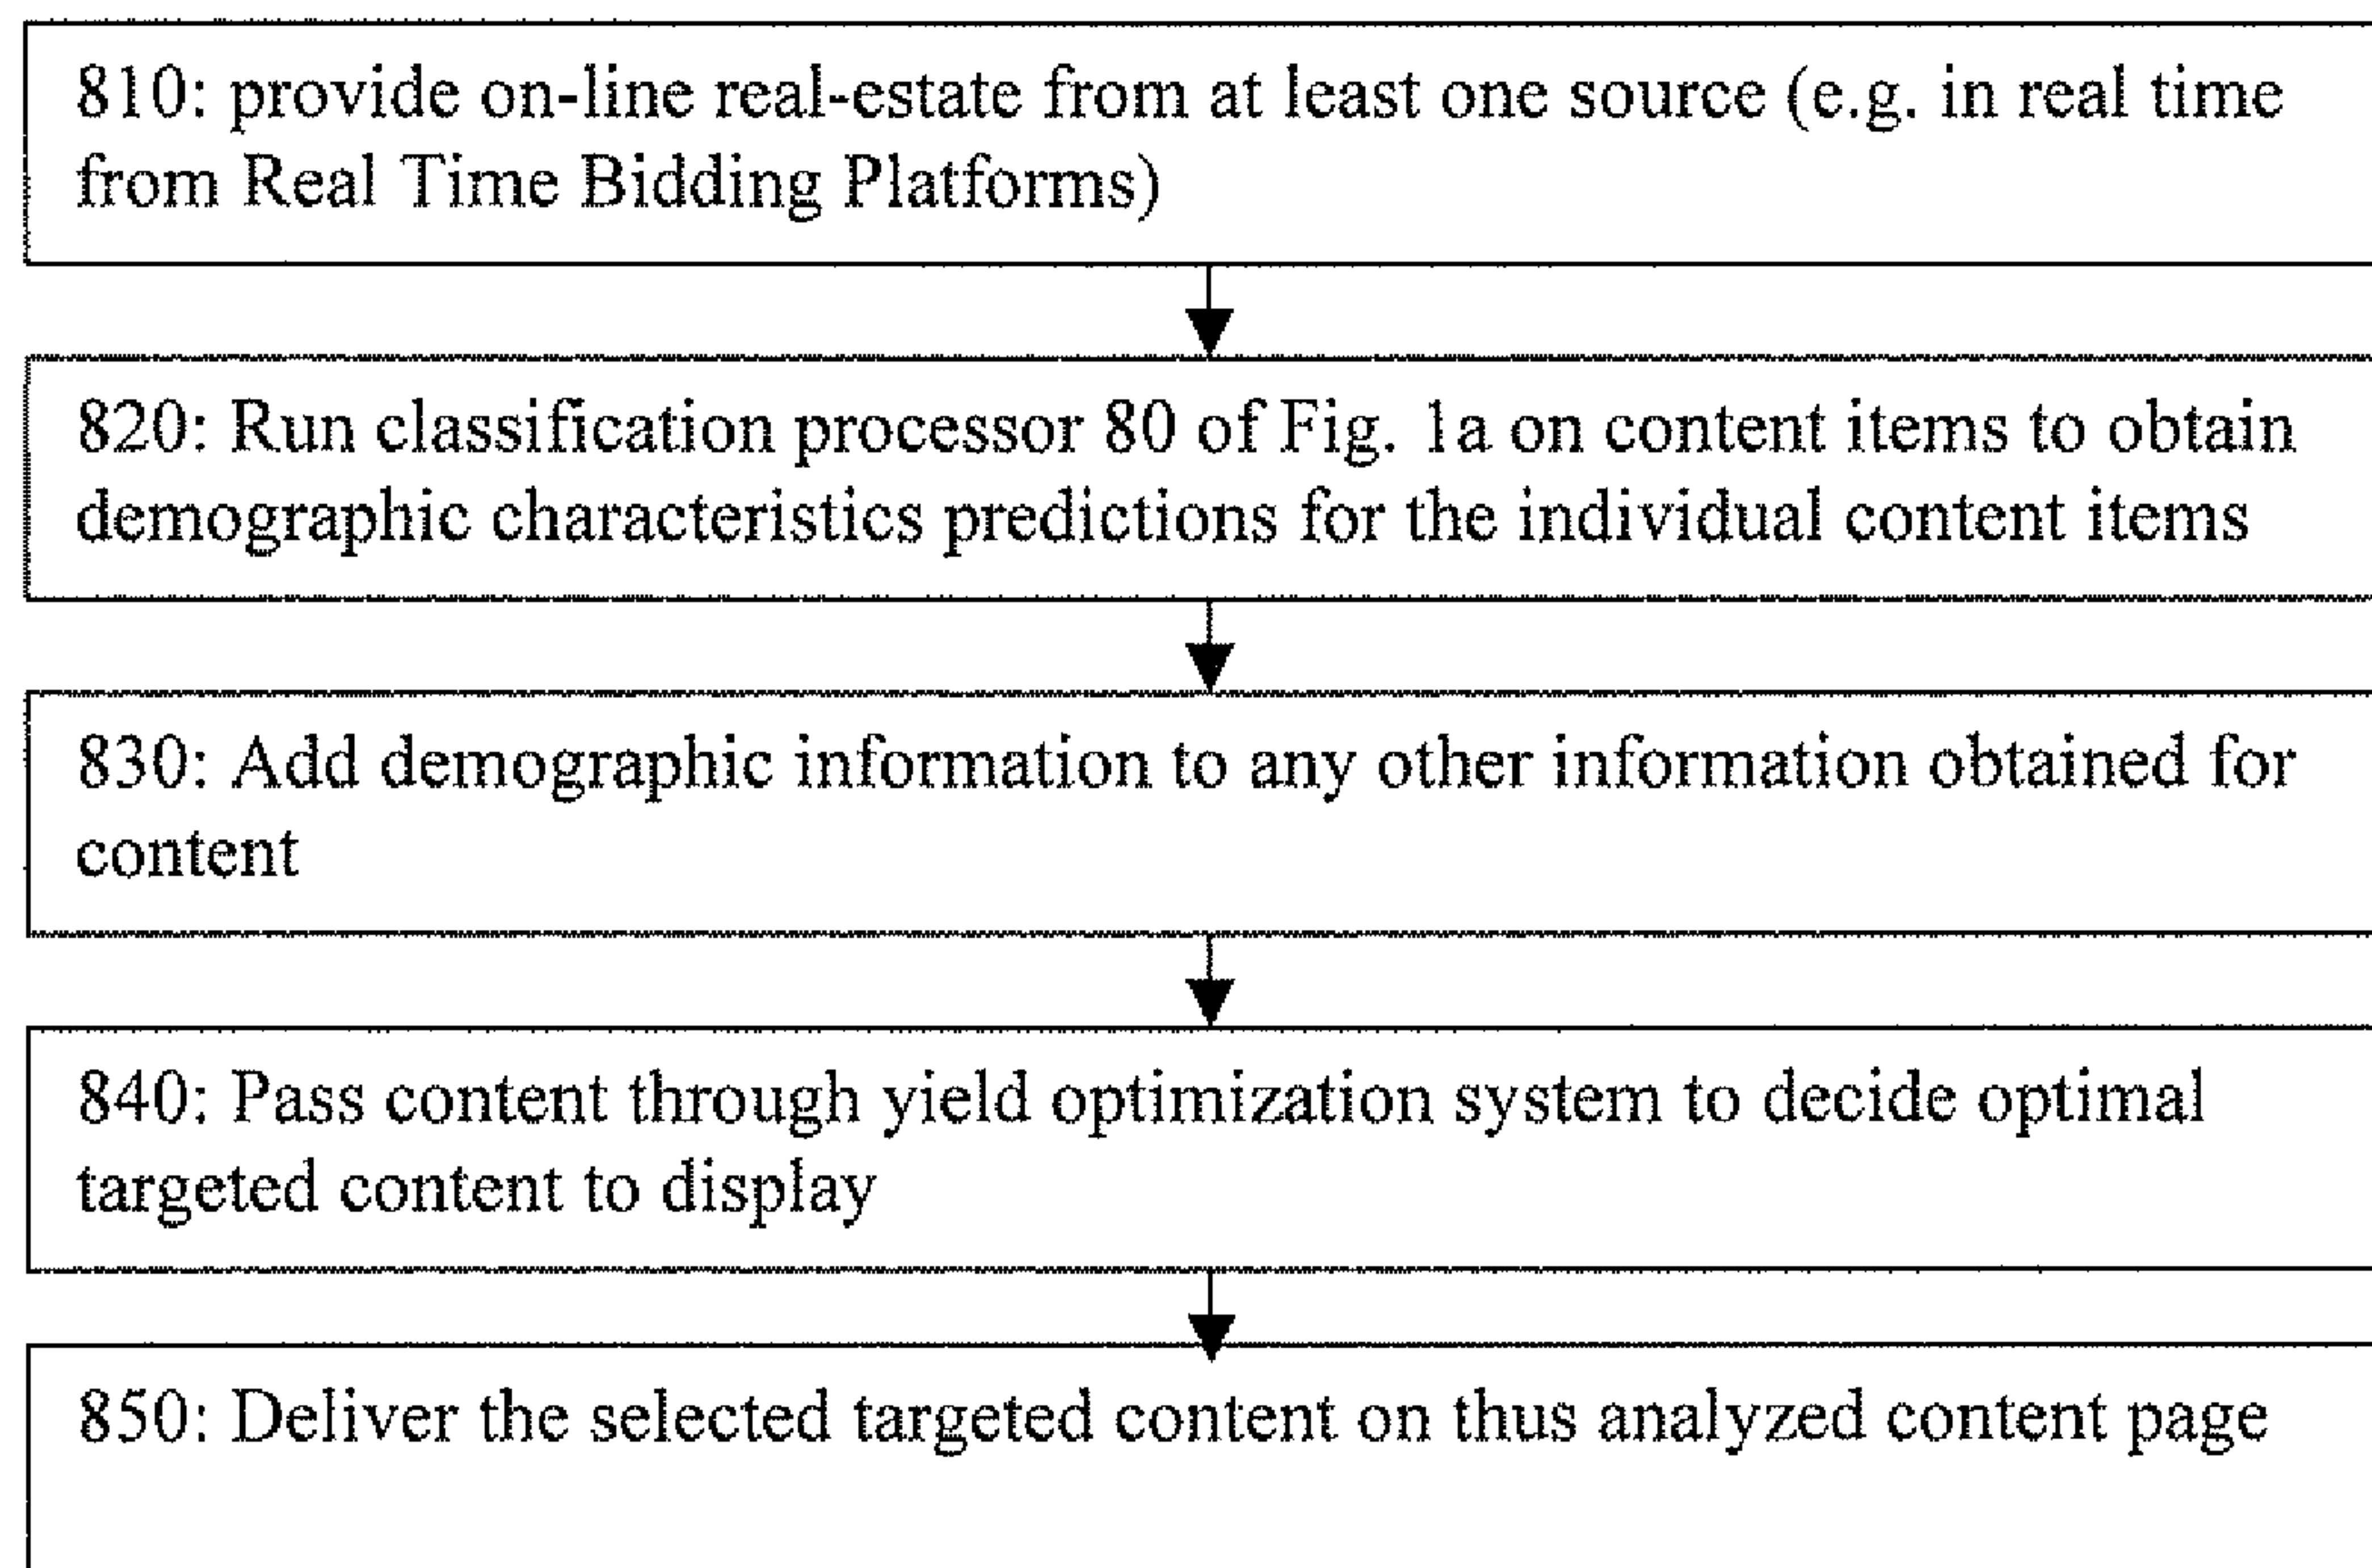 810: provide on-line real-estate from at least one source (e.g. in real time
from Real Time Bidding Platforms)
820: Run classification processor 80 of Fig. 1a on content items to obtain
demographic characteristics predictions for the individual content items
830: Add demographic information to any other information obtained for
content
840: Pass content through yield optimization system to decide optimal
targeted content to display
850: Deliver the selected targeted content on thus analyzed content page